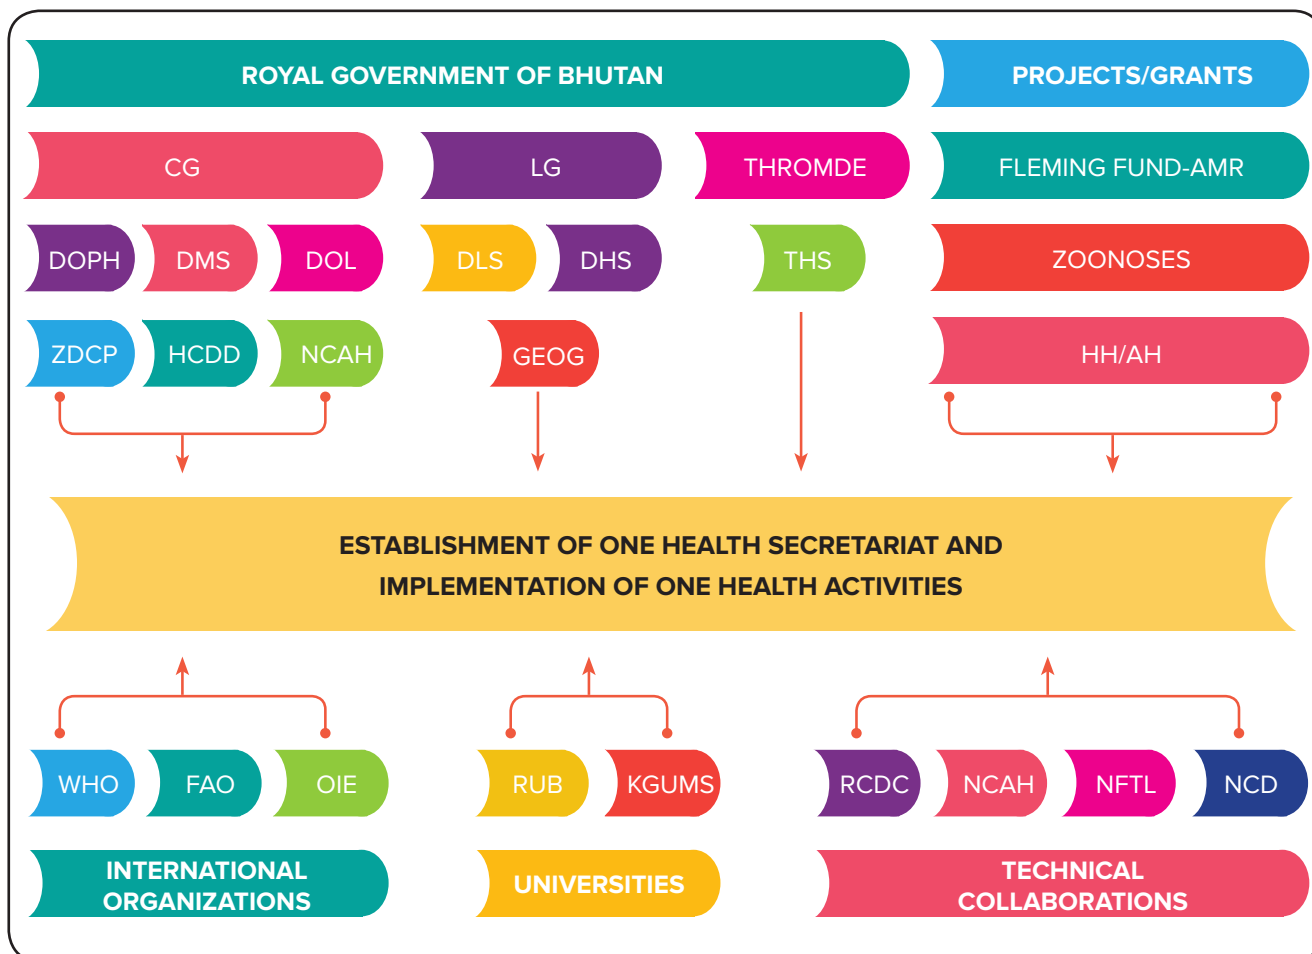 ROYAL GOVERNMENT OF BHUTAN
PROJECTS/GRANTS
CG
LG
THROMDE
FLEMING FUND-AMR
DOPH
DMS
DOL
DLS
DHS
THS
ZOONOSES
ZDCP
HCDD
NCAH
GEOG
HH/AH
ESTABLISHMENT OF ONE HEALTH SECRETARIAT AND
IMPLEMENTATION OF ONE HEALTH ACTIVITIES
WHO
FAO
OIE
RUB
KGUMS
RCDC
NCAH
NFTL
NCD
INTERNATIONAL
ORGANIZATIONS
UNIVERSITIES
TECHNICAL
COLLABORATIONS